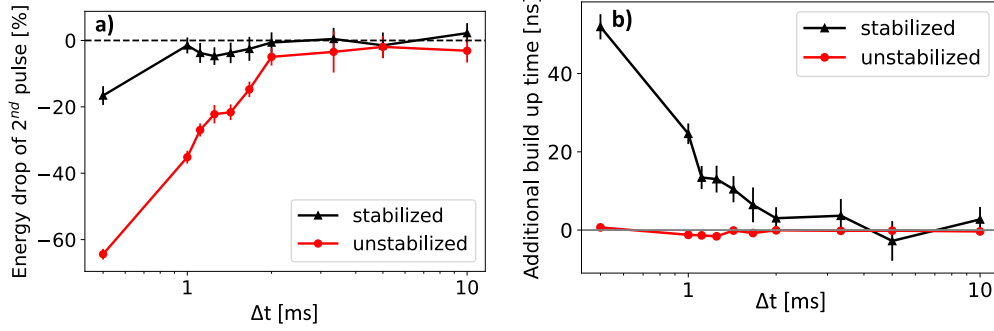 a)
Energy drop of 2nd pulse [%]
0
−20
−40
−60
stabilized
unstabilized
1
10
Δt [ms]
b)
Additional build up time [ns]
40
20
0
stabilized
unstabilized
1
10
Δt [ms]